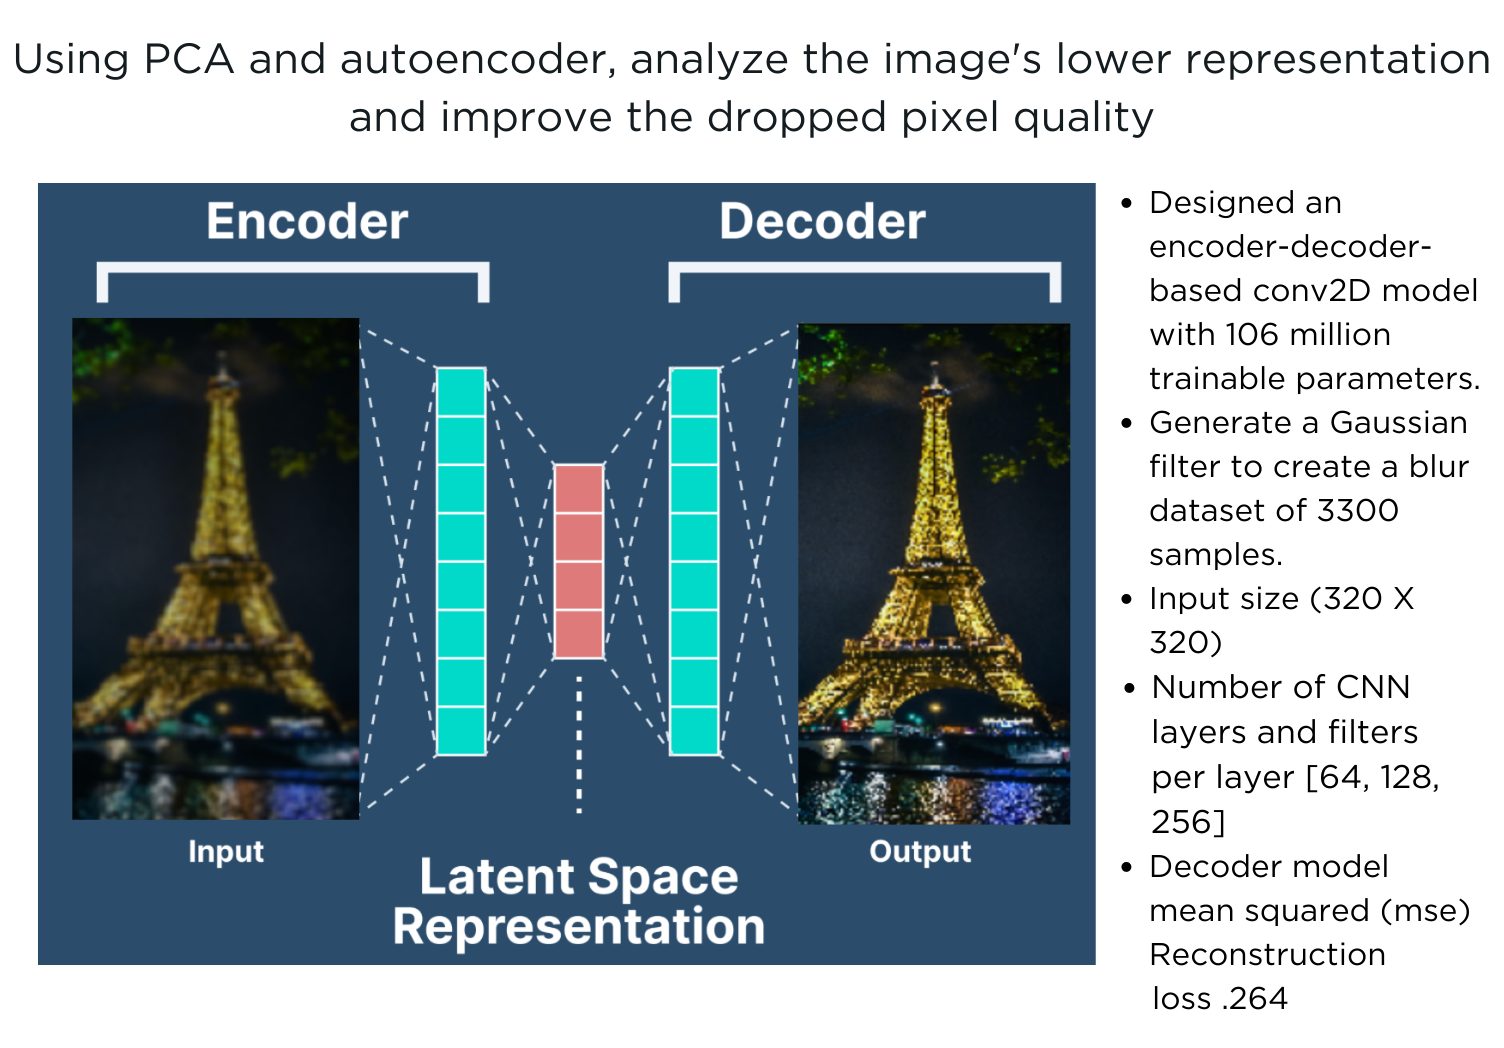 Using PCA and autoencoder, analyze the image's lower representation
and improve the dropped pixel quality
Encoder
Decoder
Input
Output
Latent Space
Representation
• Designed an
encoder-decoder-
based conv2D model
with 106 million
trainable parameters.
• Generate a Gaussian
filter to create a blur
dataset of 3300
samples.
• Input size (320 X
320)
• Number of CNN
layers and filters
per layer [64, 128,
256]
• Decoder model
mean squared (mse)
Reconstruction
loss .264